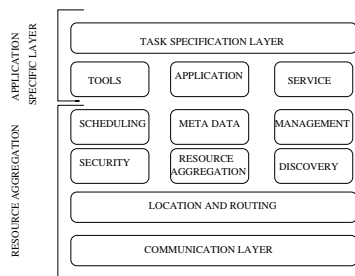 APPLICATION
SPECIFIC LAYER
TASK SPECIFICATION LAYER
TOOLS
APPLICATION
SERVICE
RESOURCE AGGREGATION
SCHEDULING
META DATA
MANAGEMENT
SECURITY
RESOURCE
AGGREGATION
DISCOVERY
LOCATION AND ROUTING
COMMUNICATION LAYER